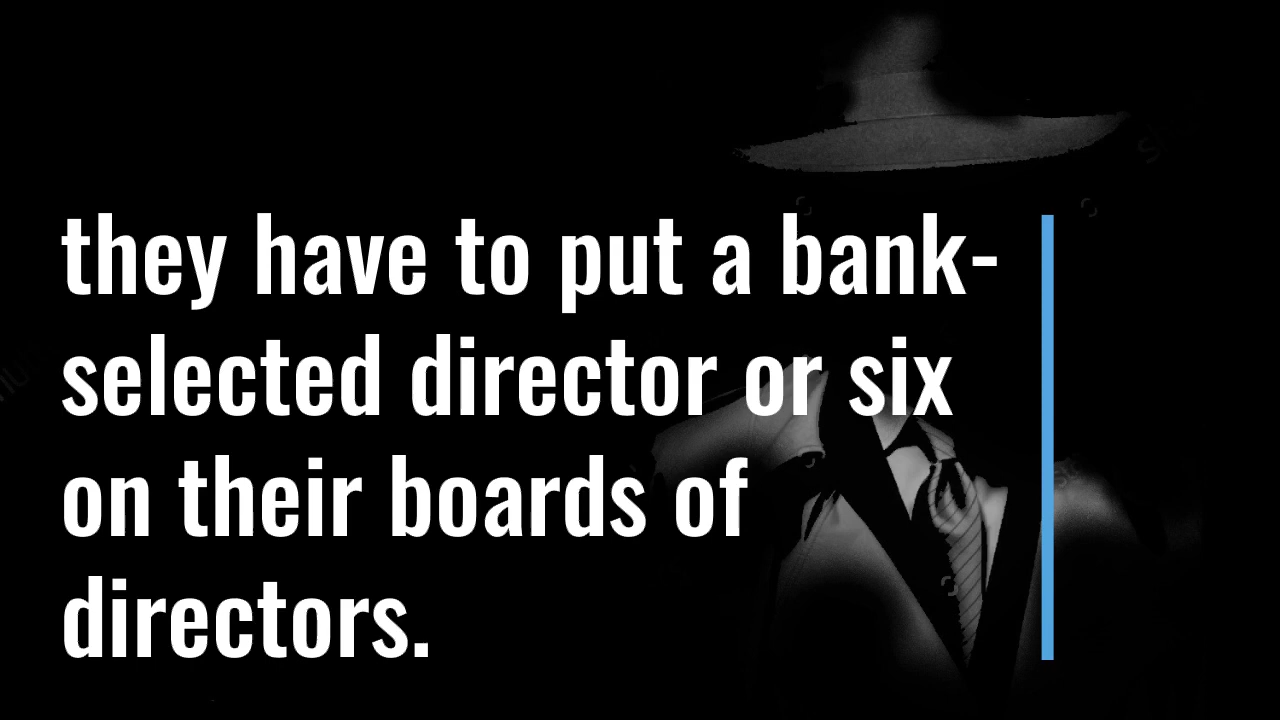 they have to put a bank-
selected director or six
on their boards of
directors.